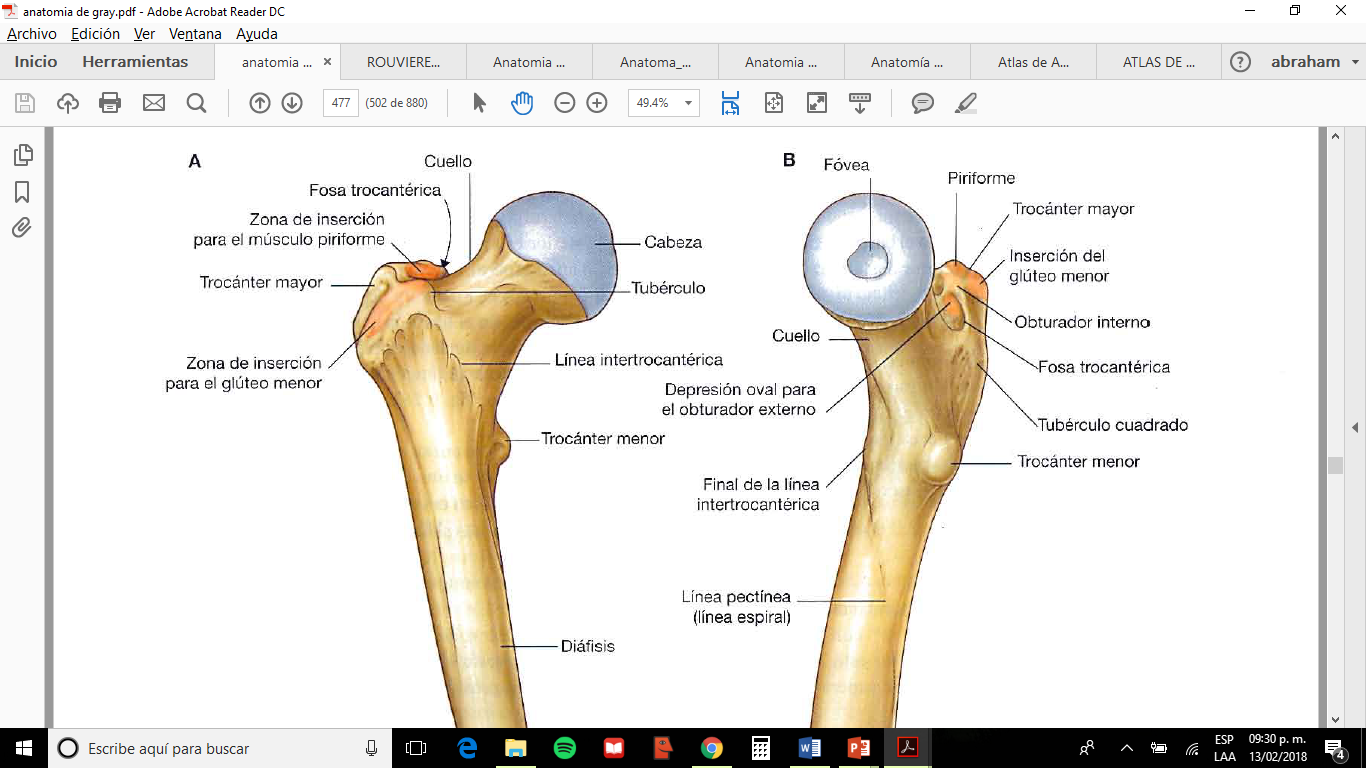 anatomia de gray.pdf - Adobe Acrobat Reader DC
Archivo Edición Ver Ventana Ayuda
Inicio Herramientas anatomia ... × ROUVIERE... Anatomia ... Anatoma_... Anatomia ... Anatomía ... Atlas de A... ATLAS DE ... ? abraham
477 (502 de 880) 49.4%
A
Cuello
Fosa trocantérica
Zona de inserción
para el músculo piriforme
Trocánter mayor
Zona de inserción
para el glúteo menor
Cabeza
Tubérculo
Línea intertrocantérica
Trocánter menor
Diáfisis
B
Fóvea
Piriforme
Trocánter mayor
Inserción del
glúteo menor
Obturador interno
Fosa trocantérica
Tubérculo cuadrado
Trocánter menor
Cuello
Depresión oval para
el obturador externo
Final de la línea
intertrocantérica
Línea pectínea
(línea espiral)
Escribe aquí para buscar
ESP 09:30 p. m.
LAA 13/02/2018
4